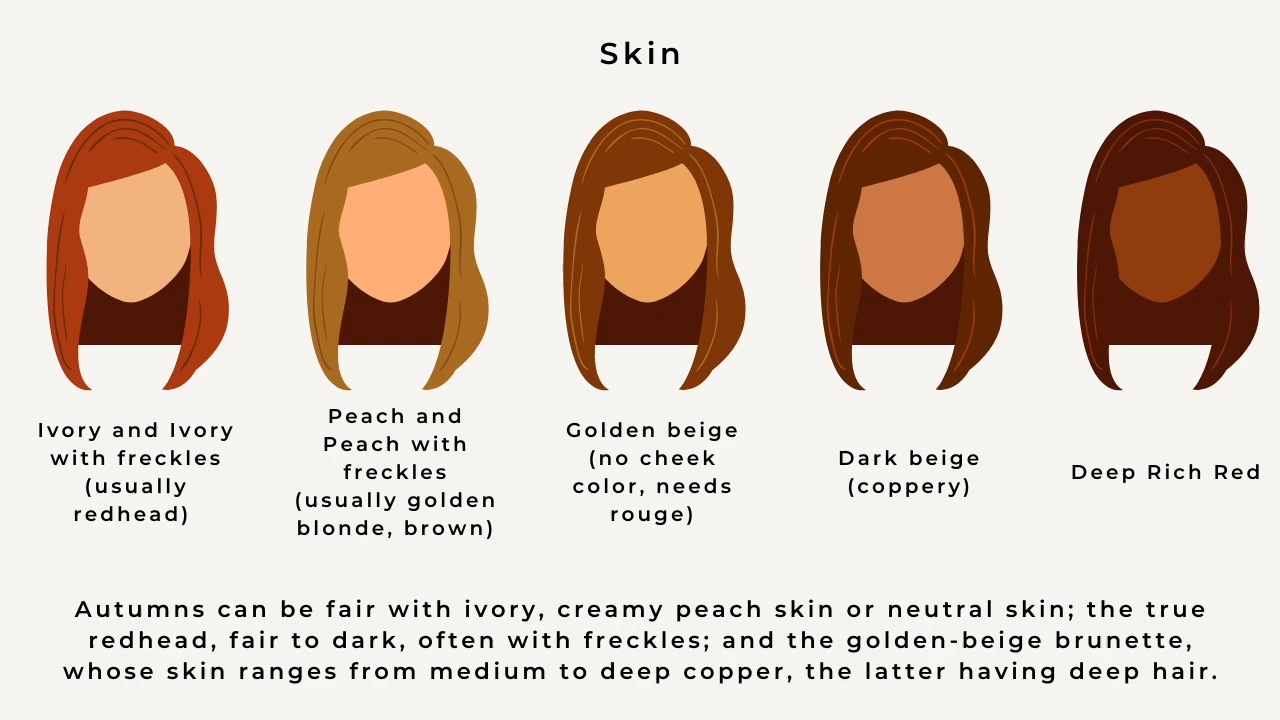 Skin
Ivory and Ivory
with freckles
(usually
redhead)
Peach and
Peach with
freckles
(usually golden
blonde, brown)
Golden beige
(no cheek
color, needs
rouge)
Dark beige
(coppery)
Deep Rich Red
Autumns can be fair with ivory, creamy peach skin or neutral skin; the true
redhead, fair to dark, often with freckles; and the golden-beige brunette,
whose skin ranges from medium to deep copper, the latter having deep hair.